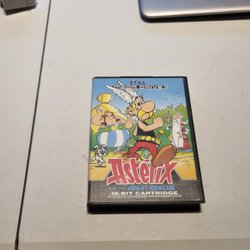 SEGA
MEGA DRIVE
Asterix
AND THE GREAT RESCUE
16-BIT CARTRIDGE